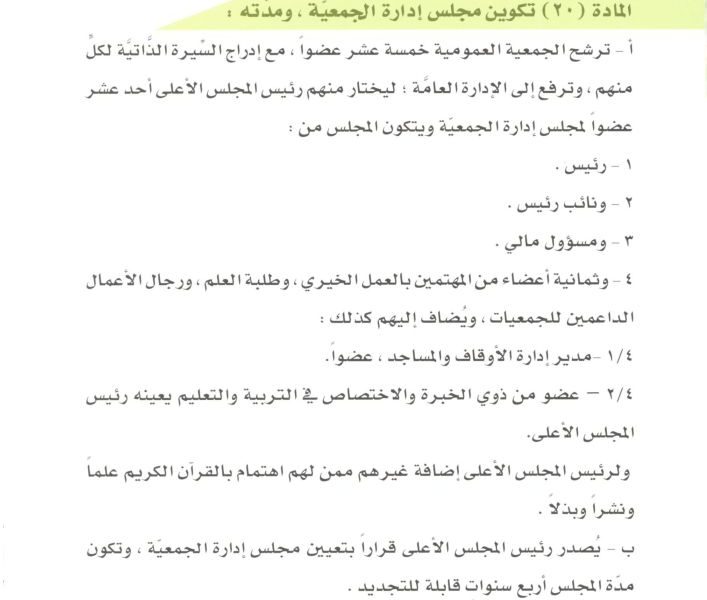 المادة (٢٠) تكوين مجلس إدارة الجمعيّة ، ومدّته :
أ - ترشح الجمعية العمومية خمسة عشر عضواً ، مع إدراج السِّيرة الذَّاتيَّة لكلٍّ
منهم ، وترفع إلى الإدارة العامَّة ؛ ليختار منهم رئيس المجلس الأعلى أحد عشر
عضواً لمجلس إدارة الجمعيّة ويتكون المجلس من :
١ - رئيس .
٢ - ونائب رئيس .
٣ - ومسؤول مالي .
٤ - وثمانية أعضاء من المهتمين بالعمل الخيري ، وطلبة العلم ، ورجال الأعمال
الداعمين للجمعيات ، ويُضاف إليهم كذلك :
١/٤ -مدير إدارة الأوقاف والمساجد ، عضواً.
٢/٤ – عضو من ذوي الخبرة والاختصاص في التربية والتعليم يعينه رئيس
المجلس الأعلى.
ولرئيس المجلس الأعلى إضافة غيرهم ممن لهم اهتمام بالقرآن الكريم علماً
ونشراً وبذلاً .
ب - يُصدر رئيس المجلس الأعلى قراراً بتعيين مجلس إدارة الجمعيّة ، وتكون
مدّة المجلس أربع سنوات قابلة للتجديد .